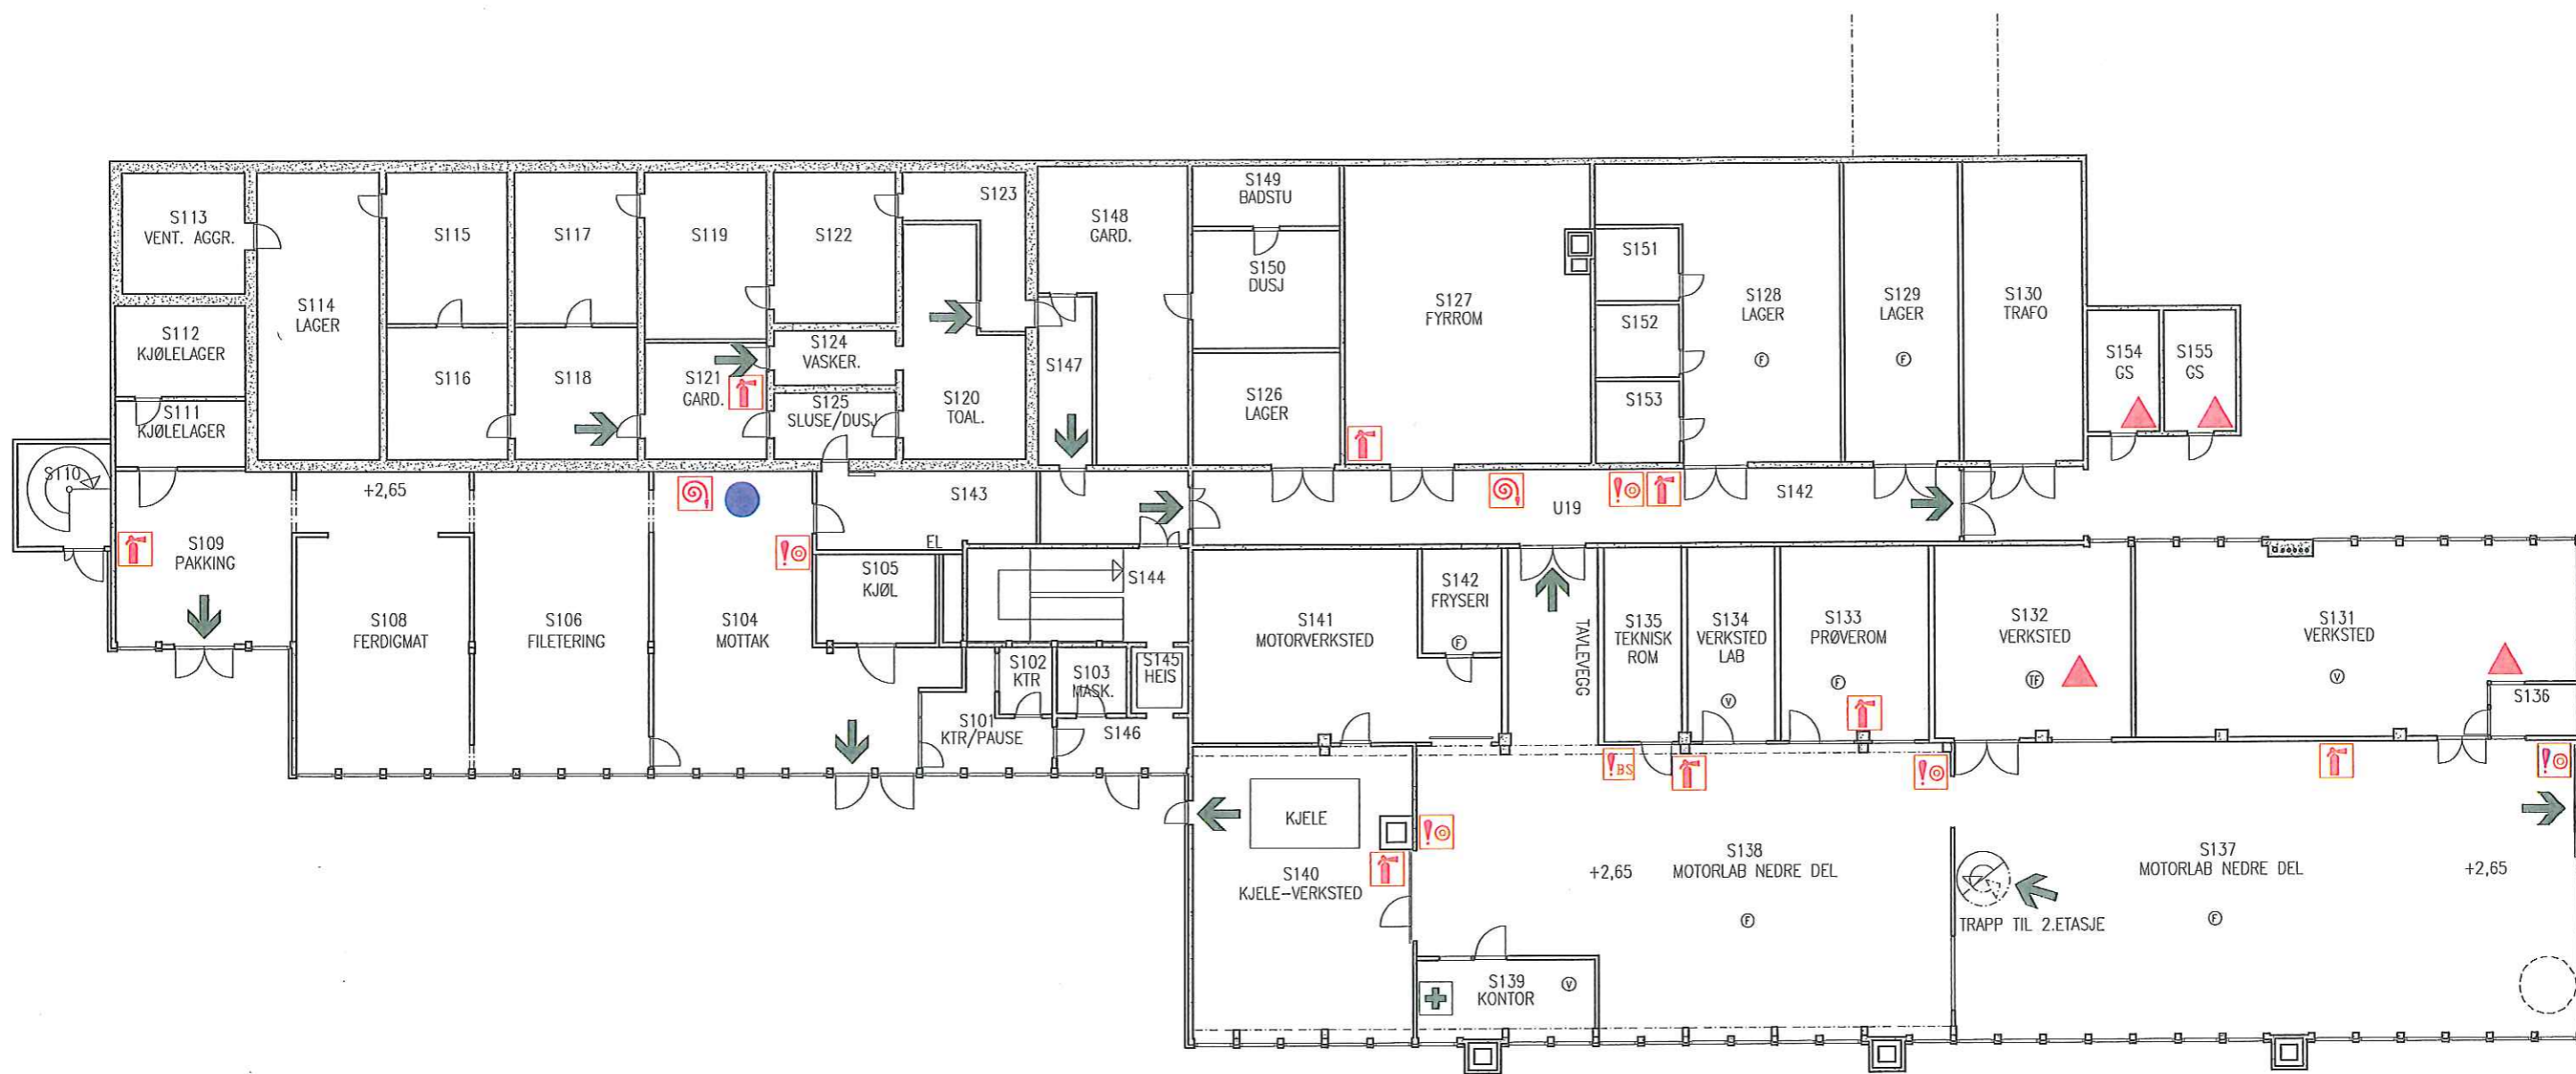 S113
VENT. AGGR.
S114
LAGER
S115
S117
S119
S122
S123
S148
GARD.
S149
BADSTU
S150
DUSJ
S127
FYRROM
S151
S152
S153
S128
LAGER
F
S129
LAGER
F
S130
TRAFO
S154
GS
S155
GS
S112
KJØLELAGER
S111
KJØLELAGER
S116
S118
S121
GARD.
S124
VASKER.
S125
SLUSE/DUSJ
S120
TOAL.
S147
S126
LAGER
S110
+2,65
S109
PAKKING
S143
EL
U19
S142
S108
FERDIGMAT
S106
FILETERING
S104
MOTTAK
S105
KJØL
S144
S141
MOTORVERKSTED
S142
FRYSERI
F
TAVLEVEGG
S135
TEKNISK
ROM
S134
VERKSTED
LAB
V
S133
PRØVEROM
F
S132
VERKSTED
TF
S131
VERKSTED
V
S136
S102
KTR
S103
MASK.
S145
HEIS
S101
KTR/PAUSE
S146
BS
KJELE
S140
KJELE-VERKSTED
+2,65
S138
MOTORLAB NEDRE DEL
F
S137
MOTORLAB NEDRE DEL
F
+2,65
TRAPP TIL 2.ETASJE
S139
KONTOR
V